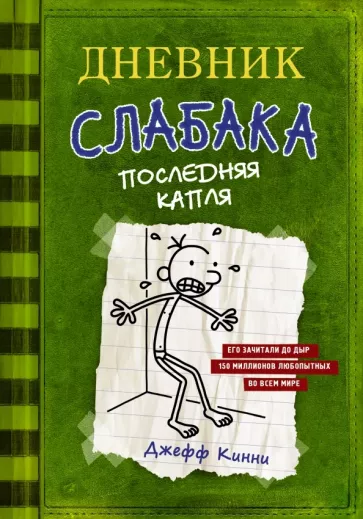 ДНЕВНИК
СЛАБАКА
ПОСЛЕДНЯЯ
КАПЛЯ
ЕГО ЗАЧИТАЛИ ДО ДЫР
150 МИЛЛИОНОВ ЛЮБОПЫТНЫХ
ВО ВСЕМ МИРЕ
Джефф Кинни